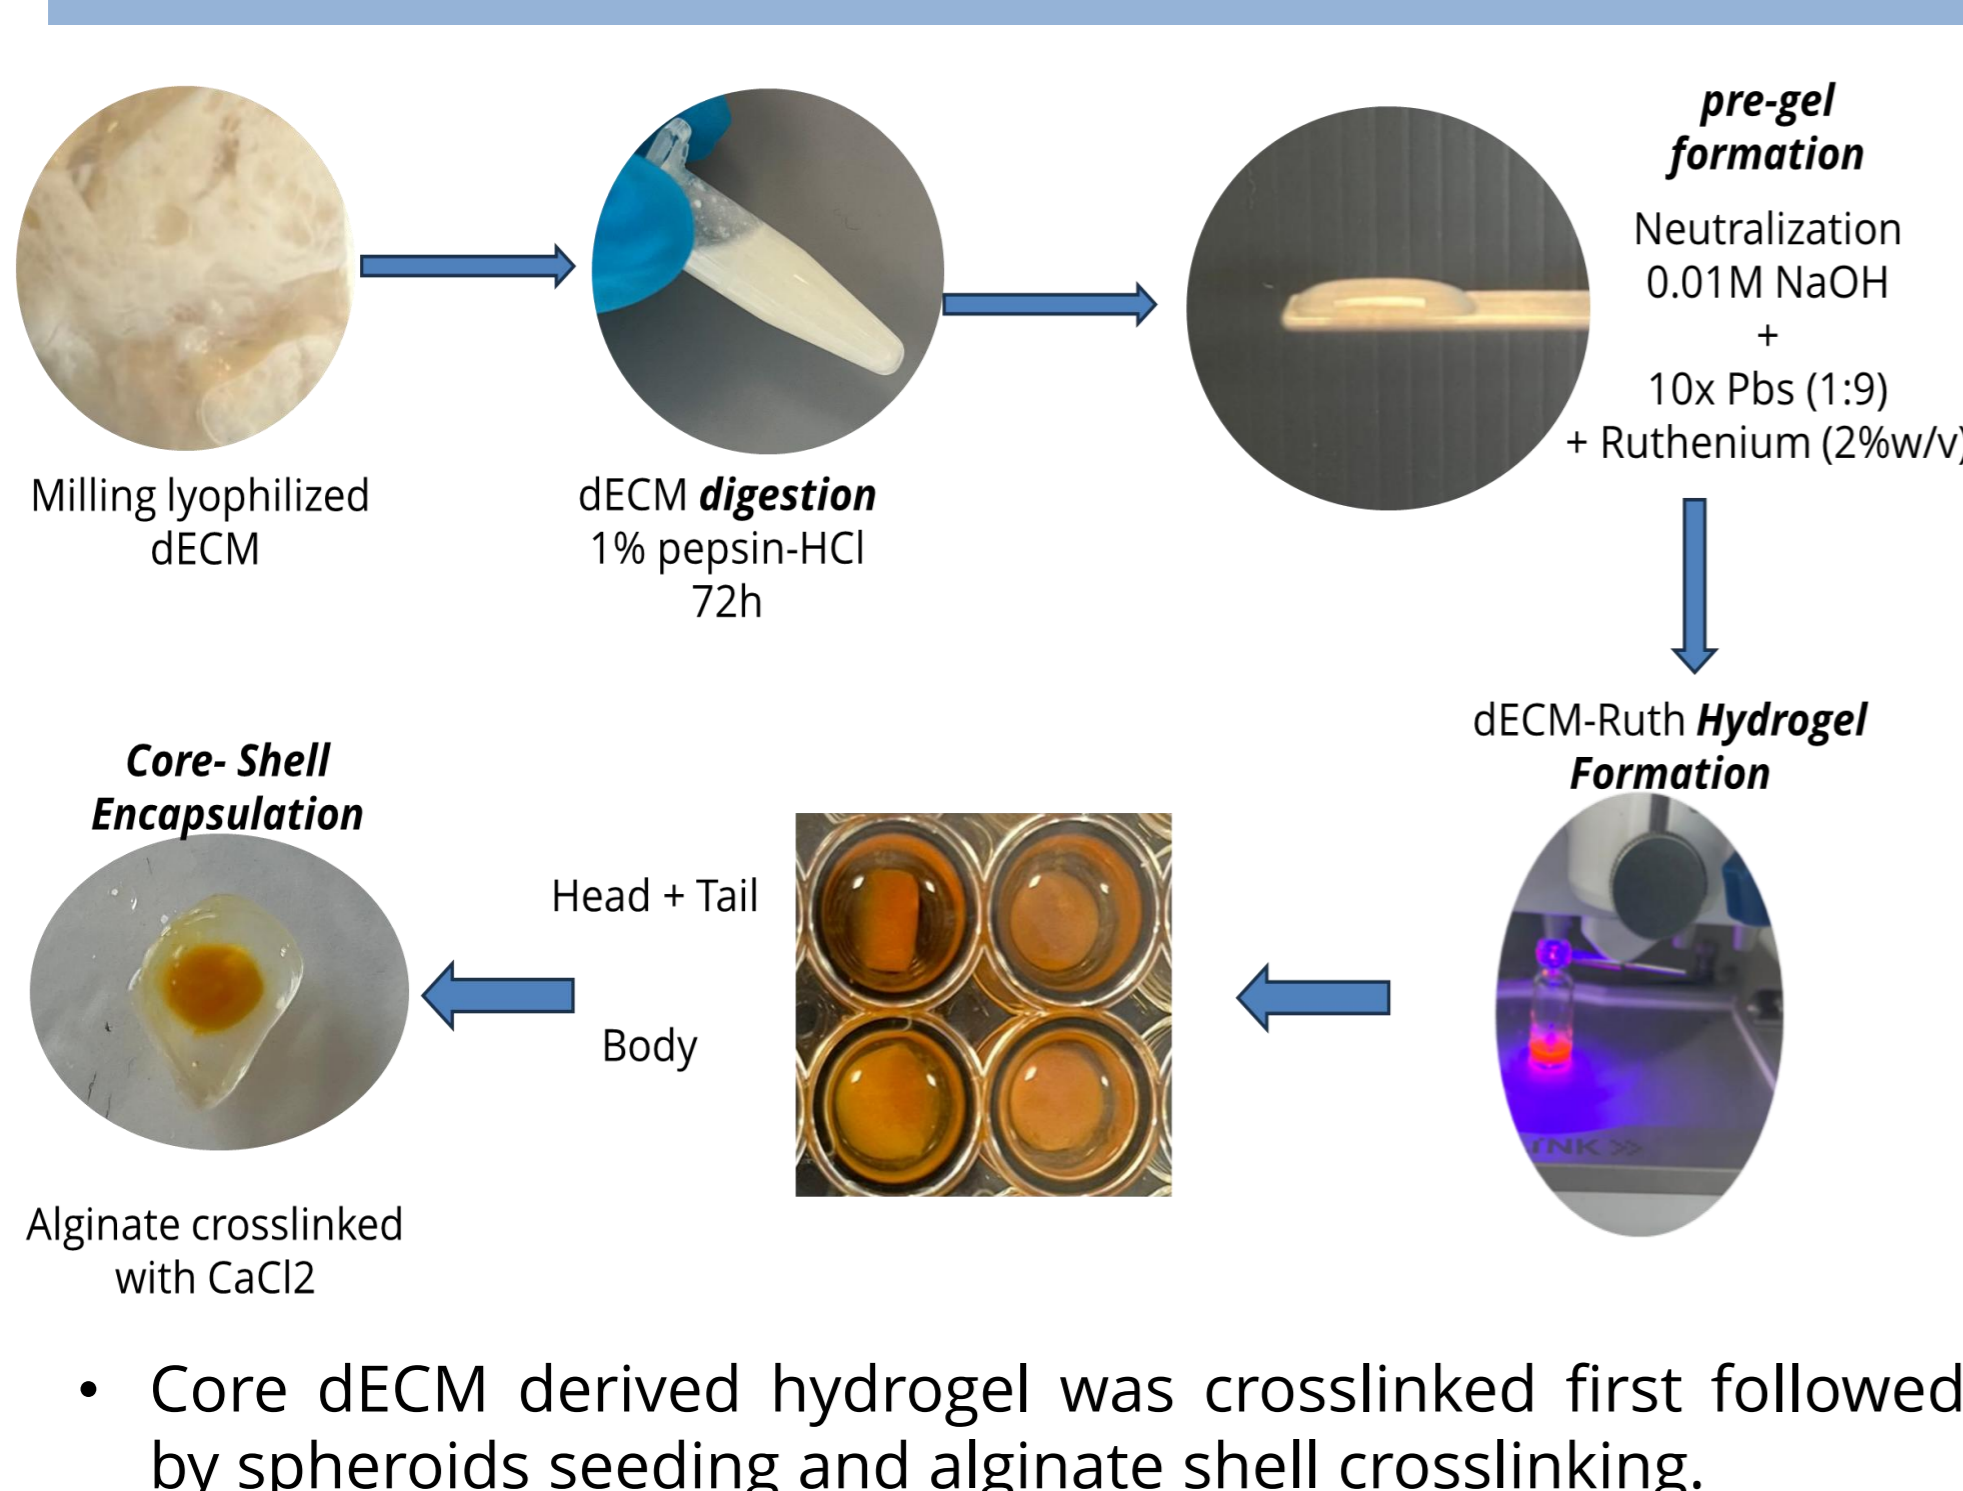 Milling lyophilized
dECM
dECM digestion
1% pepsin-HCl
72h
pre-gel
formation
Neutralization
0.01M NaOH
+
10x Pbs (1:9)
+ Ruthenium (2%w/v)
dECM-Ruth Hydrogel
Formation
Head + Tail
Body
Core- Shell
Encapsulation
Alginate crosslinked
with CaCl2
• Core dECM derived hydrogel was crosslinked first followed
by spheroids seeding and alginate shell crosslinking.